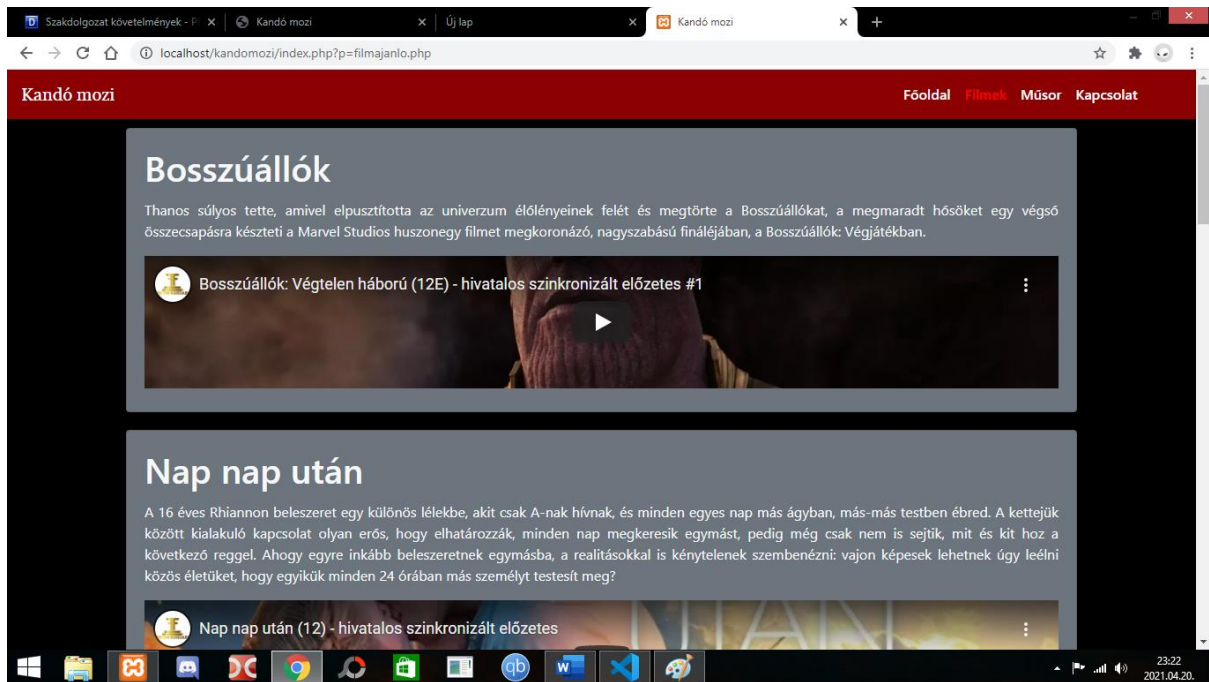 Szakdolgozat követelmények - P
Kandó mozi
Új lap
Kandó mozi
localhost/kandomozi/index.php?p=filmajanlo.php
Kandó mozi
Főoldal Filmek Műsor Kapcsolat
Bosszúállók
Thanos súlyos tette, amivel elpusztította az univerzum élőlényeinek felét és megtörte a Bosszúállókat, a megmaradt hősöket egy végső
összecsapásra készteti a Marvel Studios huszonegy filmet megkoronázó, nagyszabású fináléjában, a Bosszúállók: Végjátékban.
Bosszúállók: Végtelen háború (12E) - hivatalos szinkronizált előzetes #1
Nap nap után
A 16 éves Rhiannon beleszeret egy különös lélekbe, akit csak A-nak hívnak, és minden egyes nap más ágyban, más-más testben ébred. A kettejük
között kialakuló kapcsolat olyan erős, hogy elhatározzák, minden nap megkeresik egymást, pedig még csak nem is sejtik, mit és kit hoz a
következő reggel. Ahogy egyre inkább beleszeretnek egymásba, a realitásokkal is kénytelenek szembenézni: vajon képesek lehetnek úgy leélni
közös életüket, hogy egyikük minden 24 órában más személyt testesít meg?
Nap nap után (12) - hivatalos szinkronizált előzetes
UTÁN
qb
W
23:22
2021.04.20.